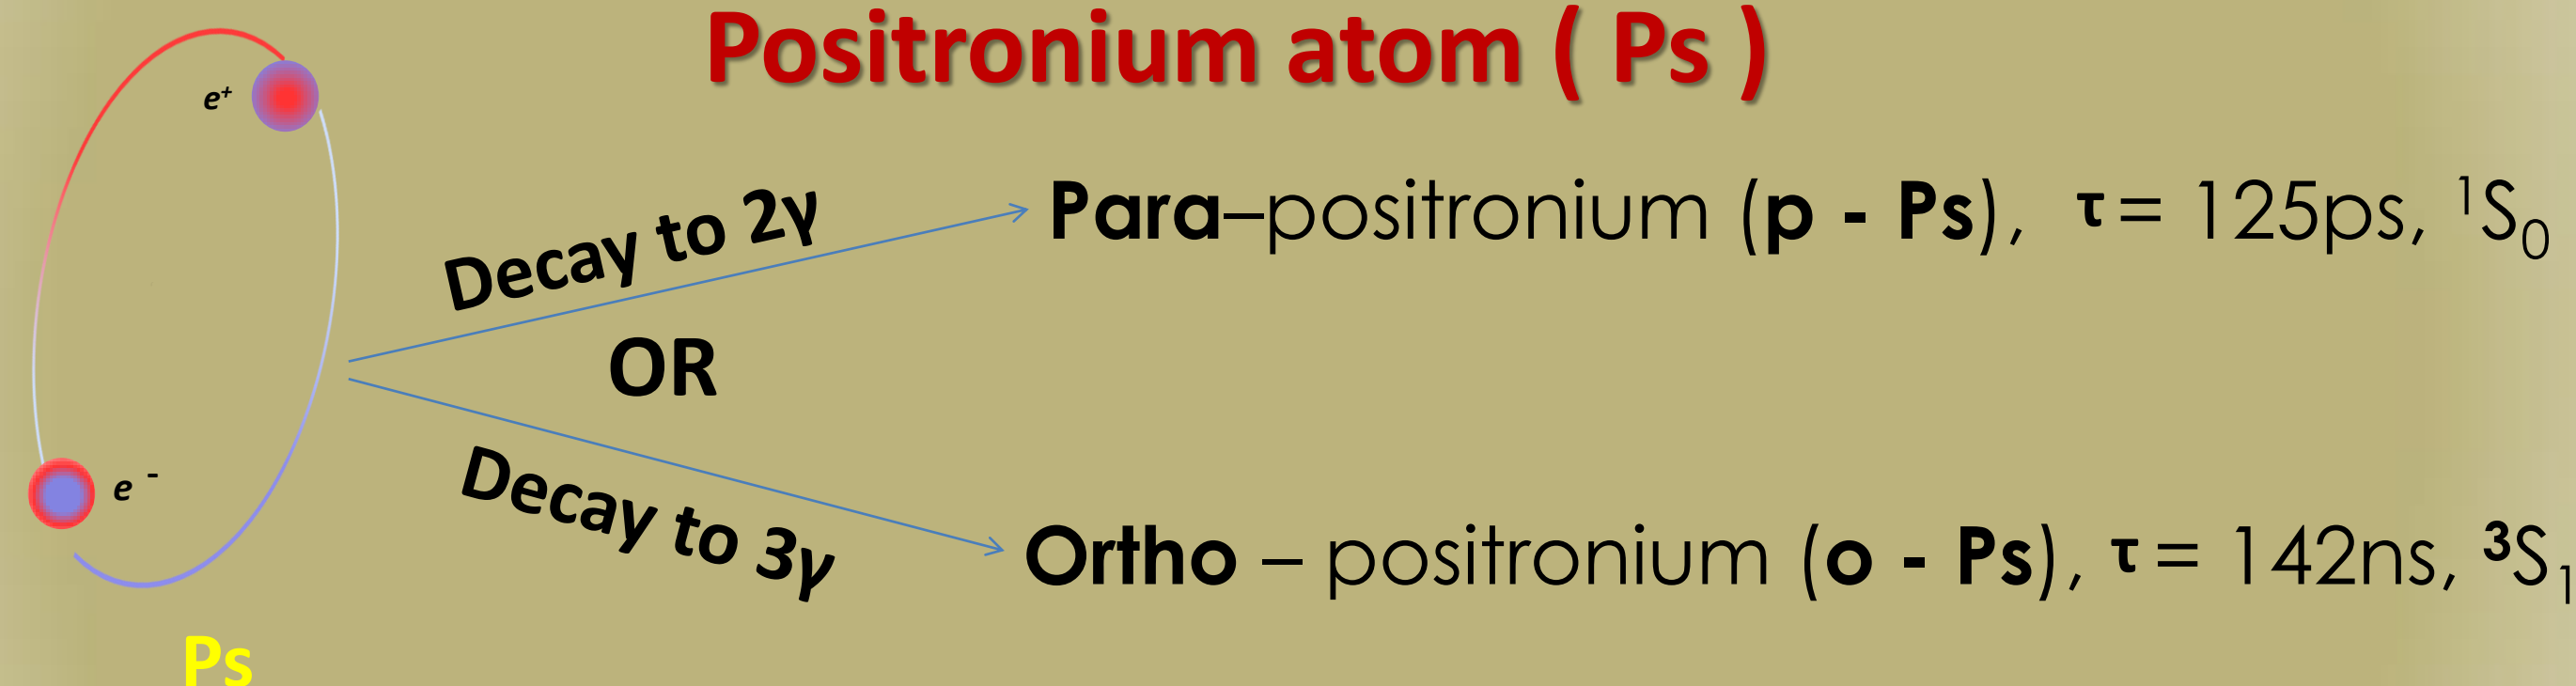 Positronium atom ( Ps )
e⁺
Decay to 2γ
Para–positronium (p - Ps), τ = 125ps, ¹S₀
OR
e ⁻
Decay to 3γ
Ortho – positronium (o - Ps), τ = 142ns, ³S₁
Ps